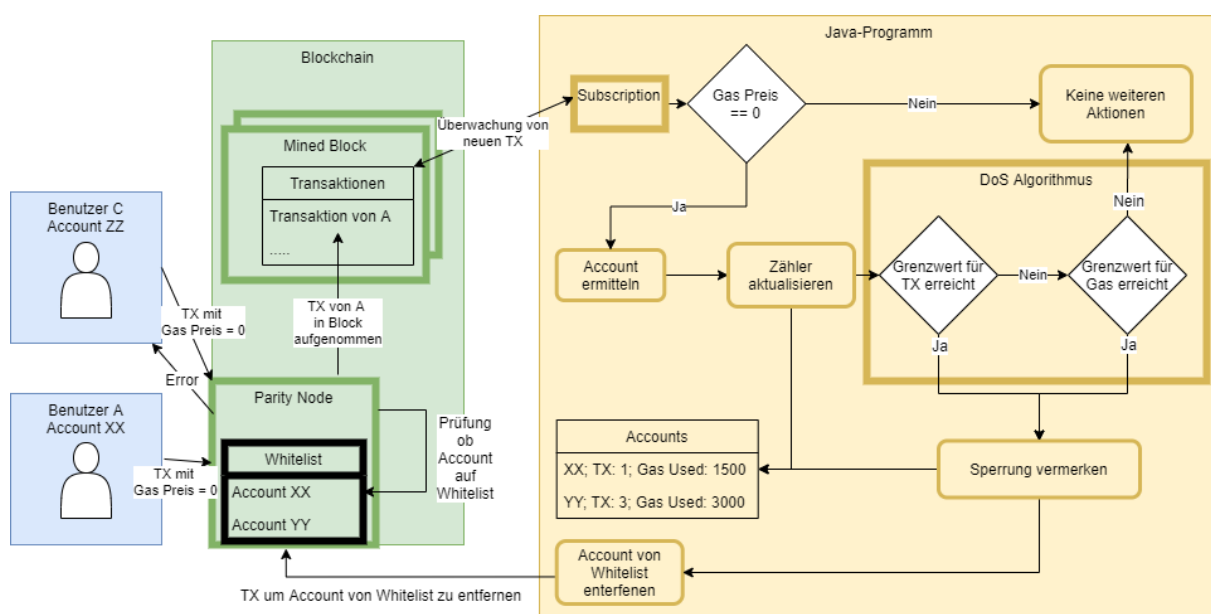 Java-Programm
Blockchain
Subscription
Gas Preis
== 0
Nein
Keine weiteren
Aktionen
Überwachung von
neuen TX
Mined Block
Transaktionen
Transaktion von A
.....
Ja
DoS Algorithmus
Nein
Benutzer C
Account ZZ
Account
ermitteln
Zähler
aktualisieren
Grenzwert für
TX erreicht
Nein
Grenzwert für
Gas erreicht
TX mit
Gas Preis = 0
TX von A
in Block
aufgenommen
Ja
Ja
Error
Parity Node
Benutzer A
Account XX
Prüfung
ob
Account
auf
Whitelist
Accounts
Whitelist
XX; TX: 1; Gas Used: 1500
YY; TX: 3; Gas Used: 3000
Sperrung vermerken
TX mit
Gas Preis = 0
Account XX
Account YY
Account von
Whitelist
enterfenen
TX um Account von Whitelist zu entfernen